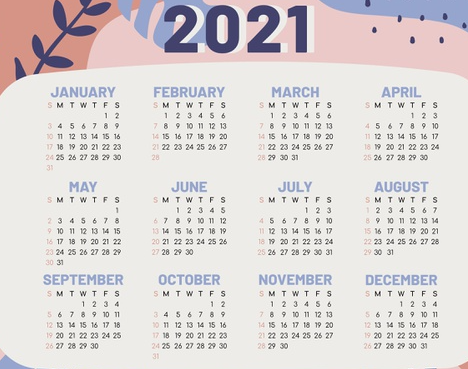 2021
JANUARY
S M T W T F S
1 2
3 4 5 6 7 8 9
10 11 12 13 14 15 16
17 18 19 20 21 22 23
24 25 26 27 28 29 30
31
FEBRUARY
S M T W T F S
1 2 3 4 5 6
7 8 9 10 11 12 13
14 15 16 17 18 19 20
21 22 23 24 25 26 27
28
MARCH
S M T W T F S
1 2 3 4 5 6
7 8 9 10 11 12 13
14 15 16 17 18 19 20
21 22 23 24 25 26 27
28 29 30 31
APRIL
S M T W T F S
1 2 3
4 5 6 7 8 9 10
11 12 13 14 15 16 17
18 19 20 21 22 23 24
25 26 27 28 29 30
MAY
S M T W T F S
1
2 3 4 5 6 7 8
9 10 11 12 13 14 15
16 17 18 19 20 21 22
23 24 25 26 27 28 29
30 31
JUNE
S M T W T F S
1 2 3 4 5
6 7 8 9 10 11 12
13 14 15 16 17 18 19
20 21 22 23 24 25 26
27 28 29 30
JULY
S M T W T F S
1 2 3
4 5 6 7 8 9 10
11 12 13 14 15 16 17
18 19 20 21 22 23 24
25 26 27 28 29 30 31
AUGUST
S M T W T F S
1 2 3 4 5 6 7
8 9 10 11 12 13 14
15 16 17 18 19 20 21
22 23 24 25 26 27 28
29 30 31
SEPTEMBER
S M T W T F S
1 2 3 4
5 6 7 8 9 10 11
12 13 14 15 16 17 18
19 20 21 22 23 24 25
26 27 28 29 30
OCTOBER
S M T W T F S
1 2
3 4 5 6 7 8 9
10 11 12 13 14 15 16
17 18 19 20 21 22 23
24 25 26 27 28 29 30
31
NOVEMBER
S M T W T F S
1 2 3 4 5 6
7 8 9 10 11 12 13
14 15 16 17 18 19 20
21 22 23 24 25 26 27
28 29 30
DECEMBER
S M T W T F S
1 2 3 4
5 6 7 8 9 10 11
12 13 14 15 16 17 18
19 20 21 22 23 24 25
26 27 28 29 30 31